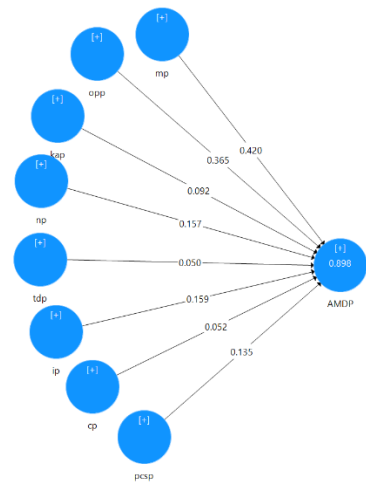 [+]
mp
[+]
opp
[+]
kap
[+]
np
[+]
tdp
[+]
ip
[+]
cp
[+]
pcsp
0.420
0.365
0.092
0.157
0.050
0.159
0.052
0.135
[+]
0.898
AMDP